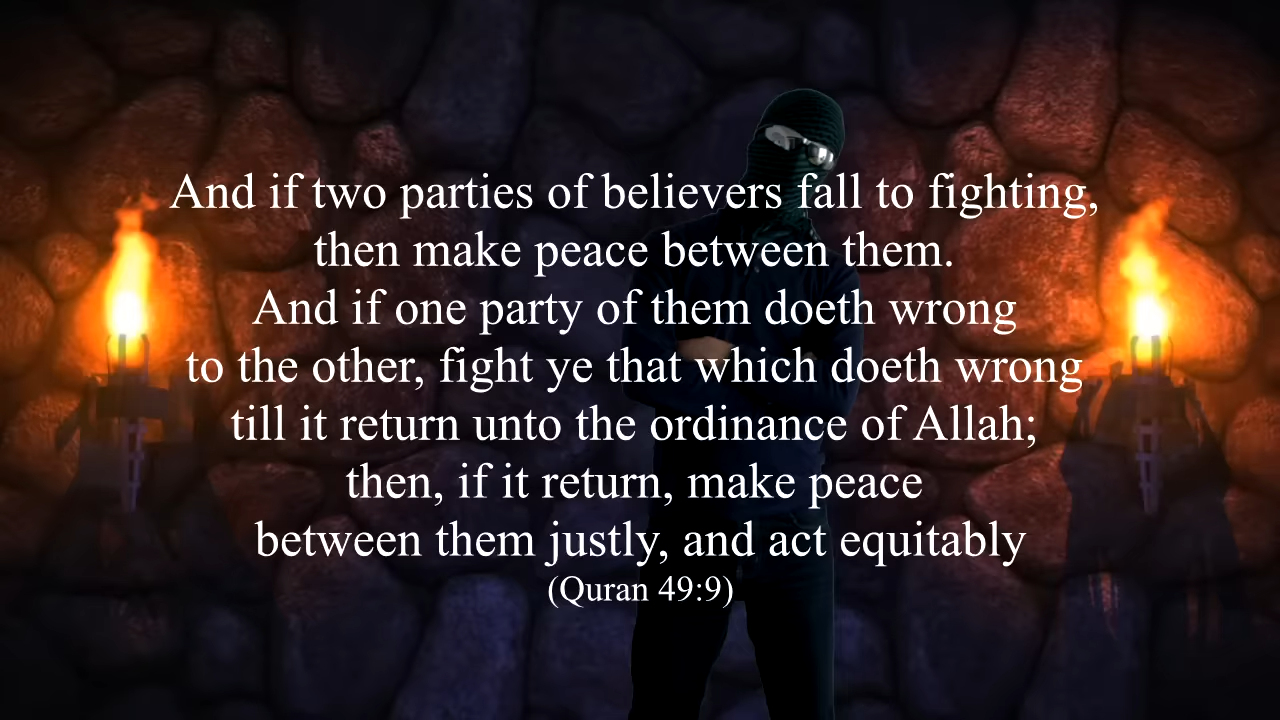 And if two parties of believers fall to fighting,
then make peace between them.
And if one party of them doeth wrong
to the other, fight ye that which doeth wrong
till it return unto the ordinance of Allah;
then, if it return, make peace
between them justly, and act equitably
(Quran 49:9)